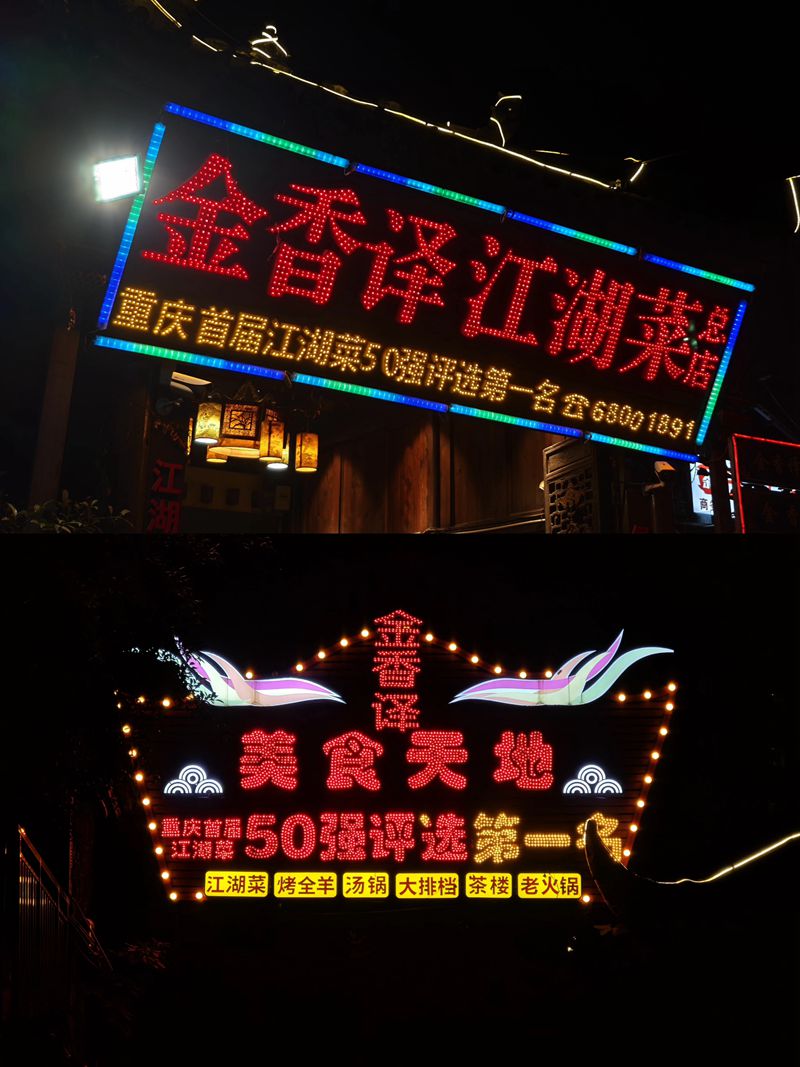 金香译江湖菜总店
重庆首届江湖菜50强评选第一名☎68001891
江湖
金香译
美食天地
重庆首届江湖菜50强评选第一名
江湖菜 烤全羊 汤锅 大排档 茶楼 老火锅